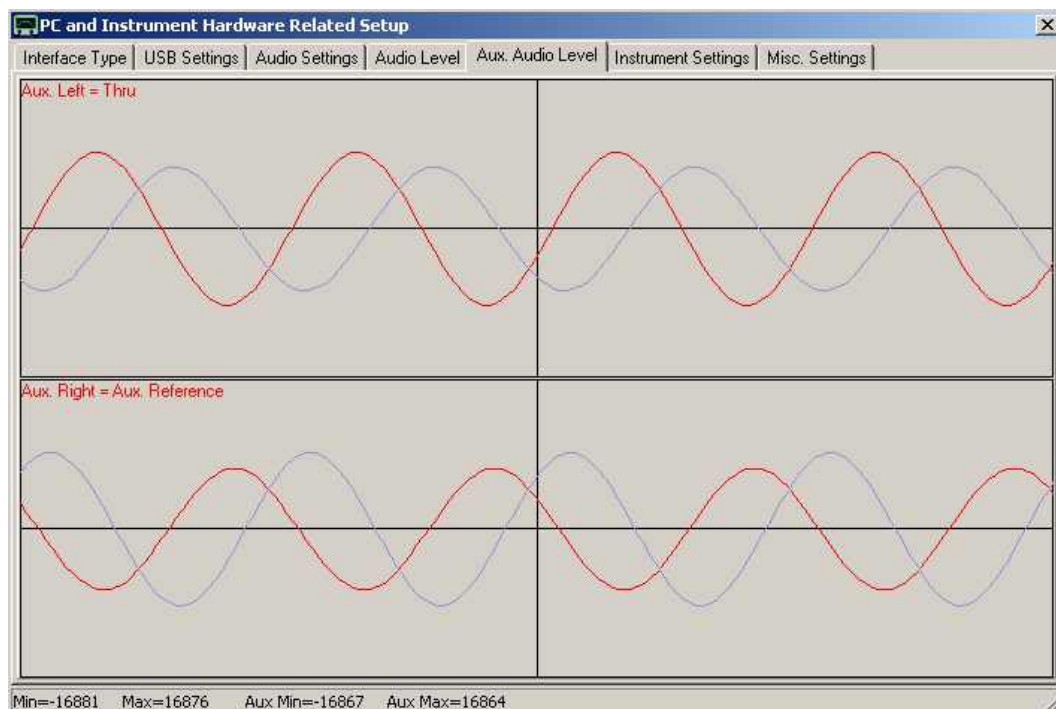 PC and Instrument Hardware Related Setup
Interface Type USB Settings Audio Settings Audio Level Aux. Audio Level Instrument Settings Misc. Settings
Aux. Left = Thru
Aux. Right = Aux. Reference
Min=-16881 Max=16876 Aux Min=-16867 Aux Max=16864